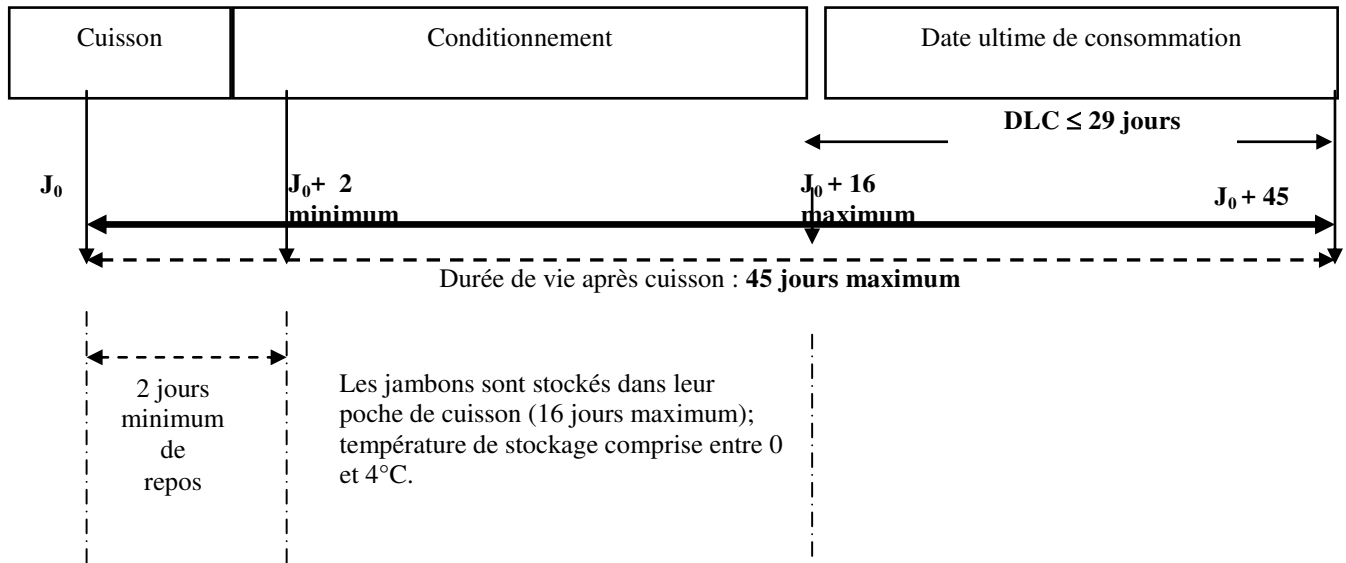 Cuisson
Conditionnement
Date ultime de consommation
DLC ≤ 29 jours
J₀
J₀+ 2
minimum
J₀ + 16
maximum
J₀ + 45
Durée de vie après cuisson : 45 jours maximum
2 jours
minimum
de
repos
Les jambons sont stockés dans leur
poche de cuisson (16 jours maximum);
température de stockage comprise entre 0
et 4°C.